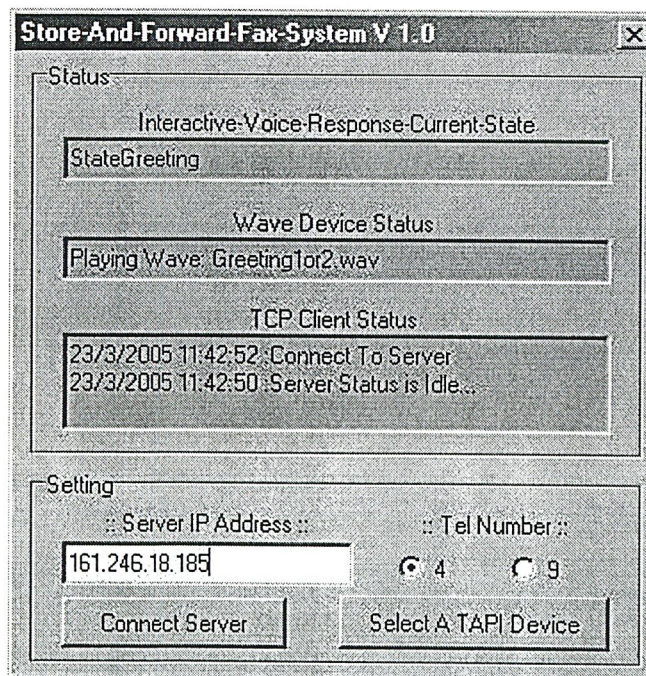 Store-And-Forward-Fax-System V 1.0
Status
Interactive-Voice-Response-Current-State
StateGreeting
Wave Device Status
Playing Wave: Greeting1or2.wav
TCP Client Status
23/3/2005 11:42:52 :Connect To Server
23/3/2005 11:42:50 :Server Status is Idle...
Setting
:: Server IP Address :: :: Tel Number ::
161.246.18.185 4 9
Connect Server Select A TAPI Device